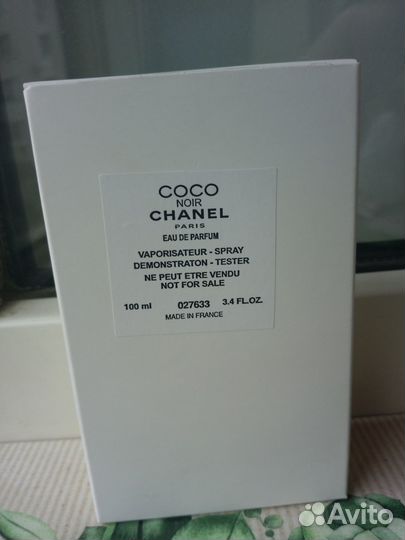 COCO
NOIR
CHANEL
PARIS
EAU DE PARFUM
VAPORISATEUR - SPRAY
DEMONSTRATON - TESTER
NE PEUT ETRE VENDU
NOT FOR SALE
100 ml 027633 3.4 FL.OZ.
MADE IN FRANCE
Avito